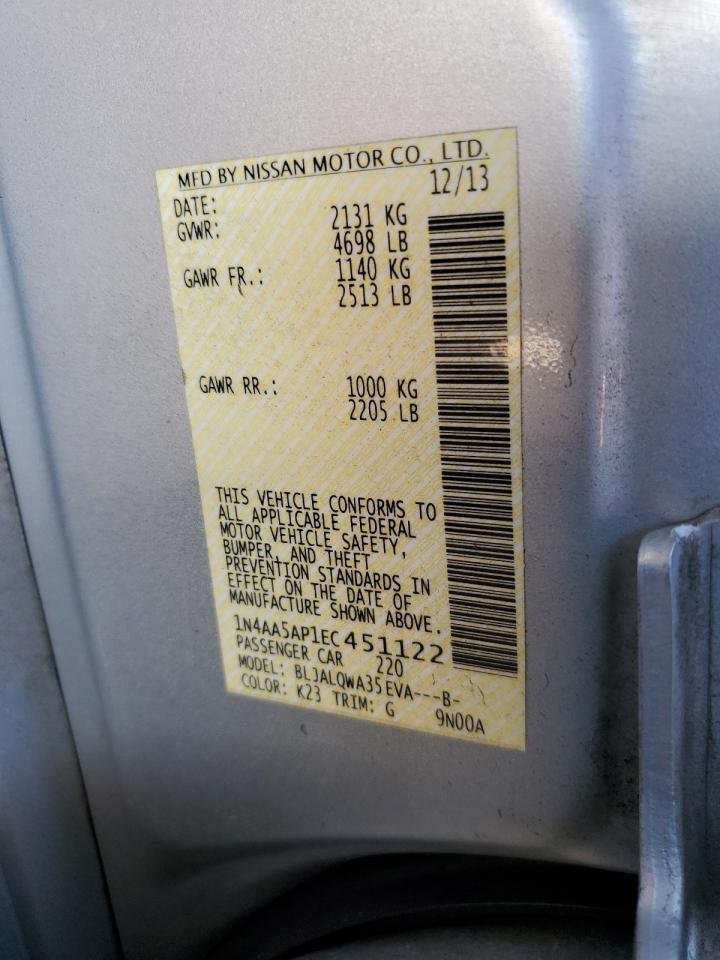 MFD BY NISSAN MOTOR CO., LTD.
DATE: 12/13
GVWR: 2131 KG
4698 LB
GAWR FR.: 1140 KG
2513 LB
GAWR RR.: 1000 KG
2205 LB
THIS VEHICLE CONFORMS TO
ALL APPLICABLE FEDERAL
MOTOR VEHICLE SAFETY,
BUMPER, AND THEFT
PREVENTION STANDARDS IN
EFFECT ON THE DATE OF
MANUFACTURE SHOWN ABOVE.
1N4AA5AP1EC451122
PASSENGER CAR 220
MODEL: BLJALQWA35EVA---B-
COLOR: K23 TRIM: G 9N00A